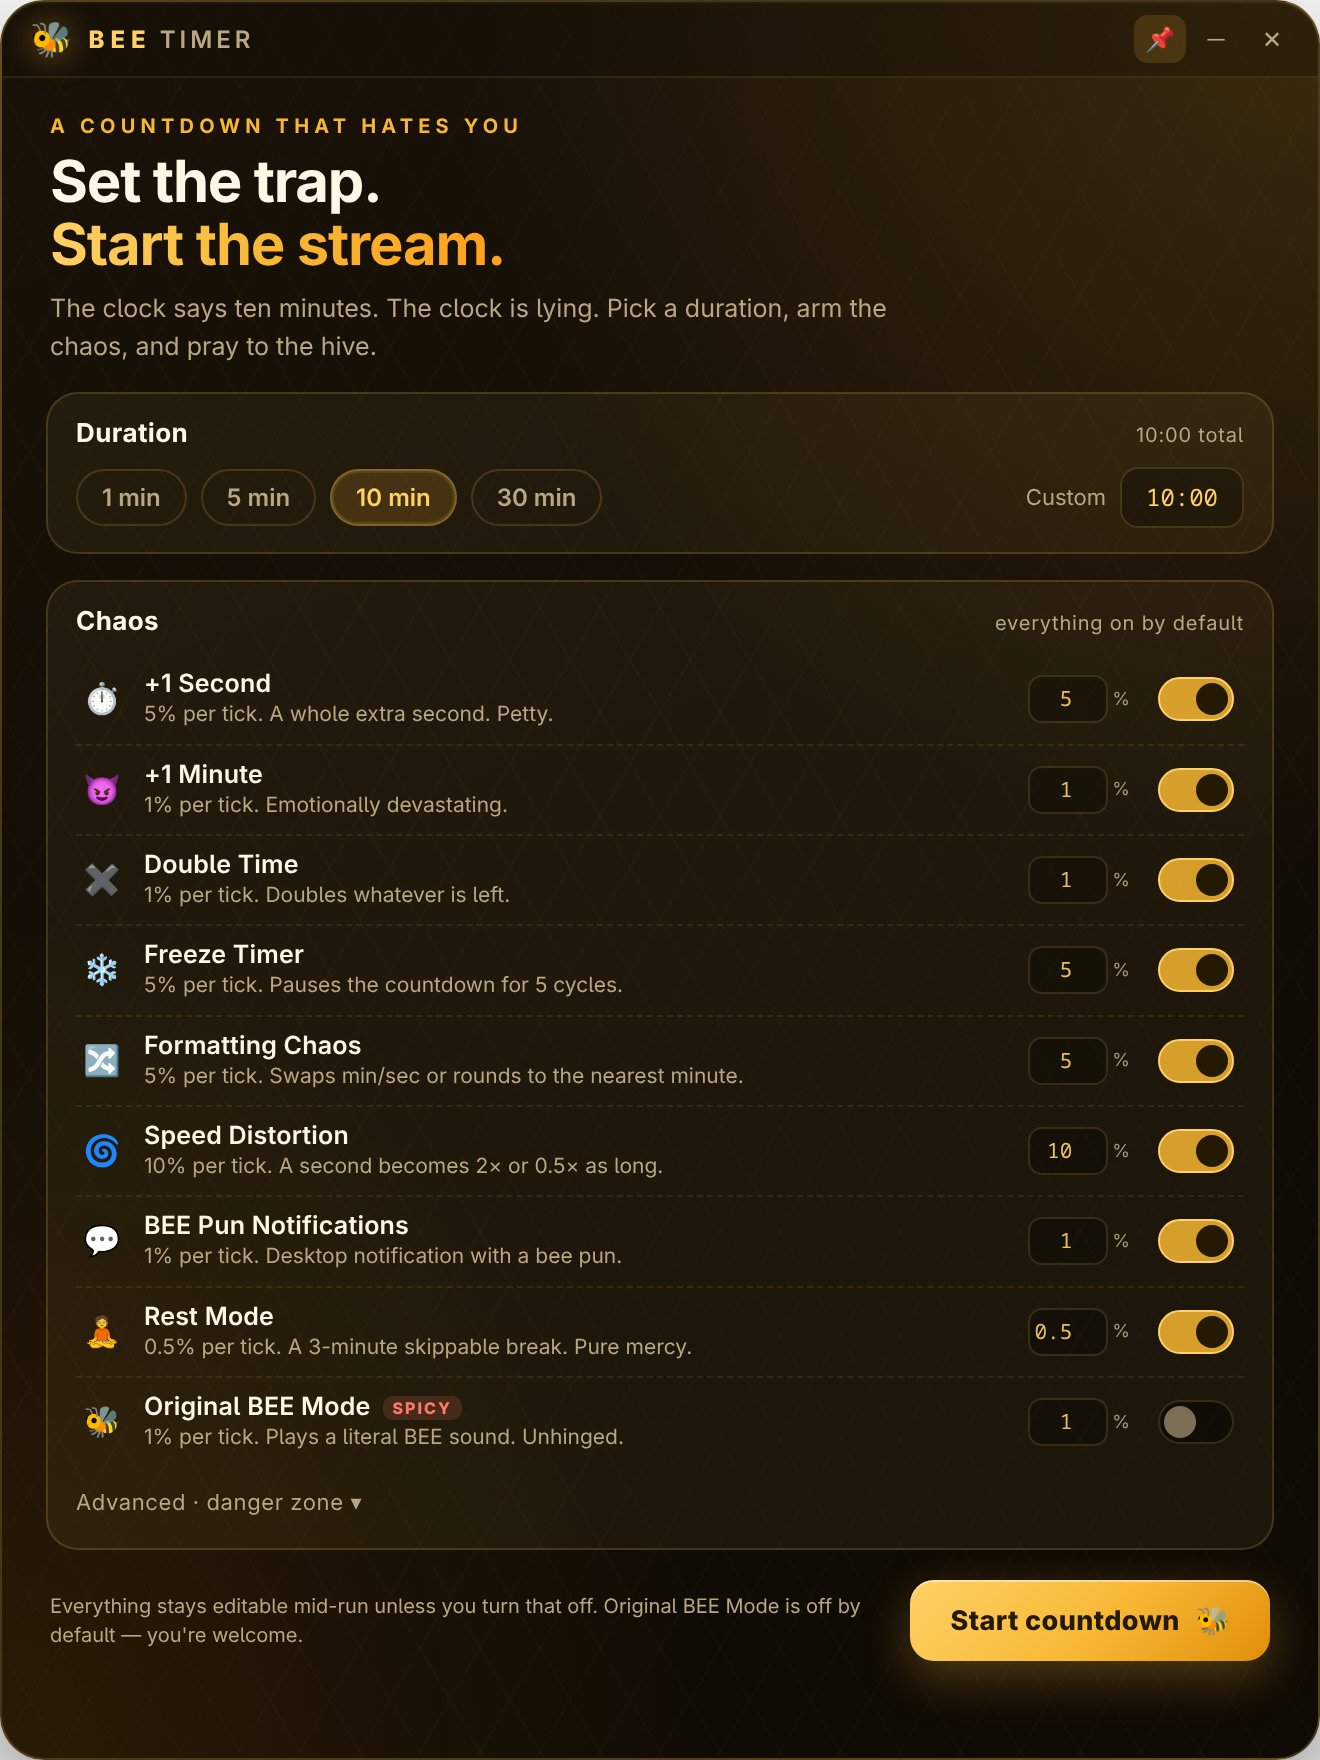 BEE TIMER
A COUNTDOWN THAT HATES YOU
Set the trap.
Start the stream.
The clock says ten minutes. The clock is lying. Pick a duration, arm the
chaos, and pray to the hive.
Duration
10:00 total
1 min
5 min
10 min
30 min
Custom
10:00
Chaos
everything on by default
+1 Second
5% per tick. A whole extra second. Petty.
5 %
+1 Minute
1% per tick. Emotionally devastating.
1 %
Double Time
1% per tick. Doubles whatever is left.
1 %
Freeze Timer
5% per tick. Pauses the countdown for 5 cycles.
5 %
Formatting Chaos
5% per tick. Swaps min/sec or rounds to the nearest minute.
5 %
Speed Distortion
10% per tick. A second becomes 2× or 0.5× as long.
10 %
BEE Pun Notifications
1% per tick. Desktop notification with a bee pun.
1 %
Rest Mode
0.5% per tick. A 3-minute skippable break. Pure mercy.
0.5 %
Original BEE Mode SPICY
1% per tick. Plays a literal BEE sound. Unhinged.
1 %
Advanced · danger zone ▾
Everything stays editable mid-run unless you turn that off. Original BEE Mode is off by
default — you're welcome.
Start countdown